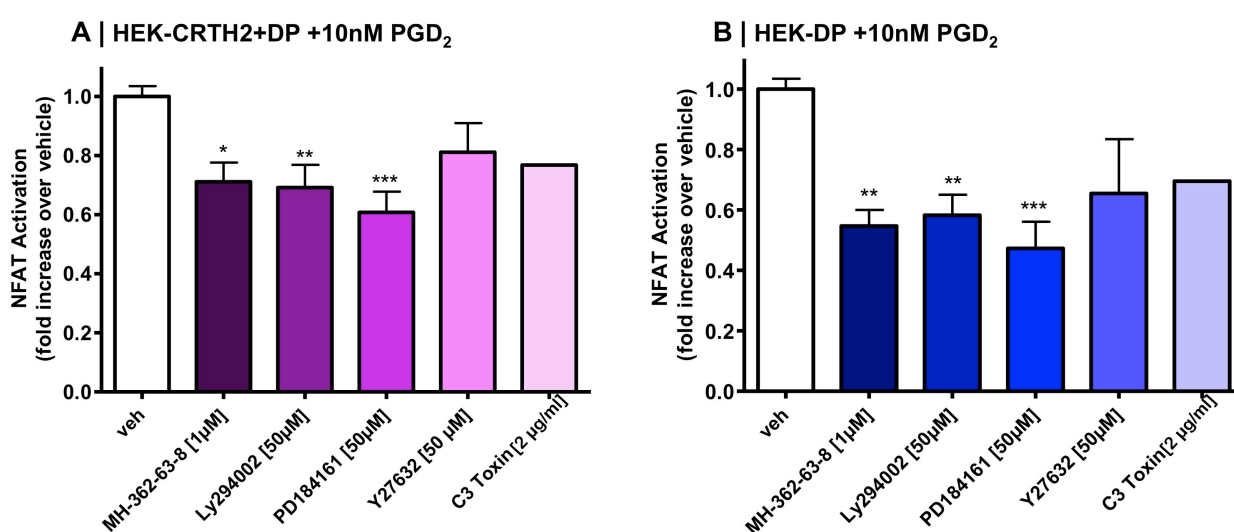 A | HEK-CRTH2+DP +10nM PGD₂
NFAT Activation
(fold increase over vehicle)
1.0
0.8
0.6
0.4
0.2
0.0
*
**
***
veh
MH-362-63-8 [1µM]
Ly294002 [50µM]
PD184161 [50µM]
Y27632 [50 µM]
C3 Toxin[2 µg/ml]
B | HEK-DP +10nM PGD₂
NFAT Activation
(fold increase over vehicle)
1.0
0.8
0.6
0.4
0.2
0.0
**
**
***
veh
MH-362-63-8 [1µM]
Ly294002 [50µM]
PD184161 [50µM]
Y27632 [50µM]
C3 Toxin[2 µg/ml]